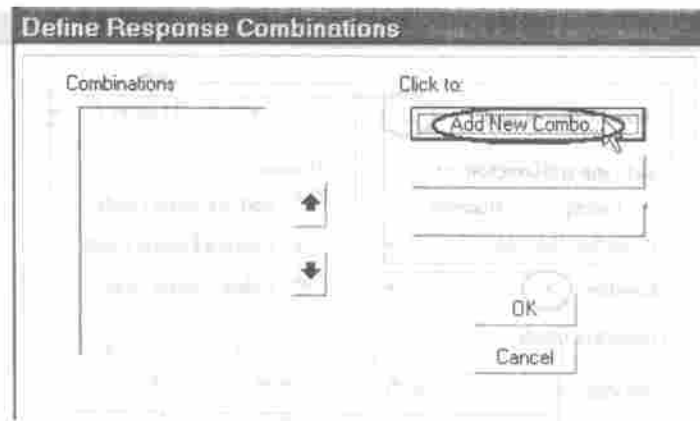 Define Response Combinations
Combinations
Click to:
Add New Combo...
OK
Cancel